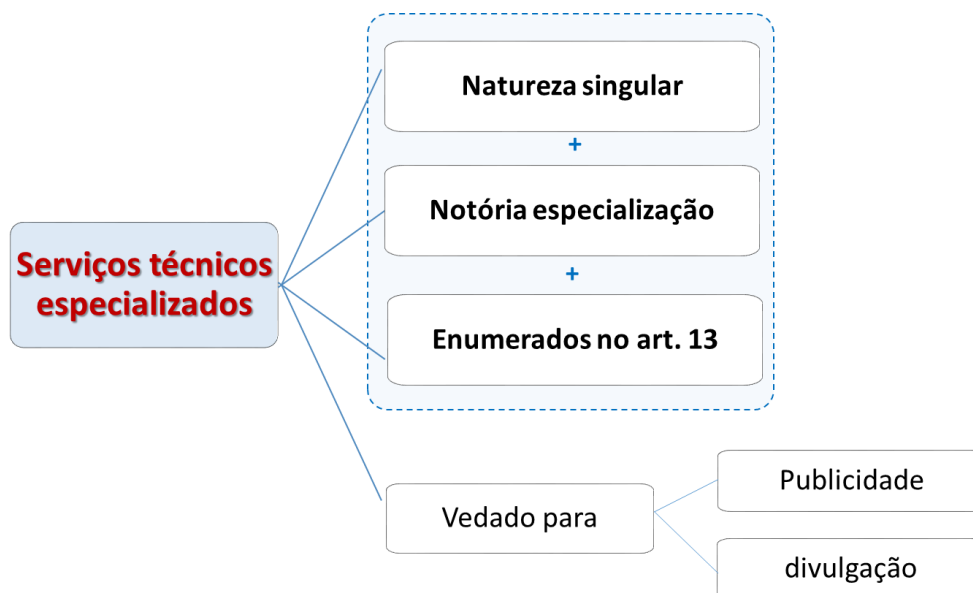 Natureza singular
+
Notória especialização
+
Enumerados no art. 13
Serviços técnicos
especializados
Vedado para
Publicidade
divulgação